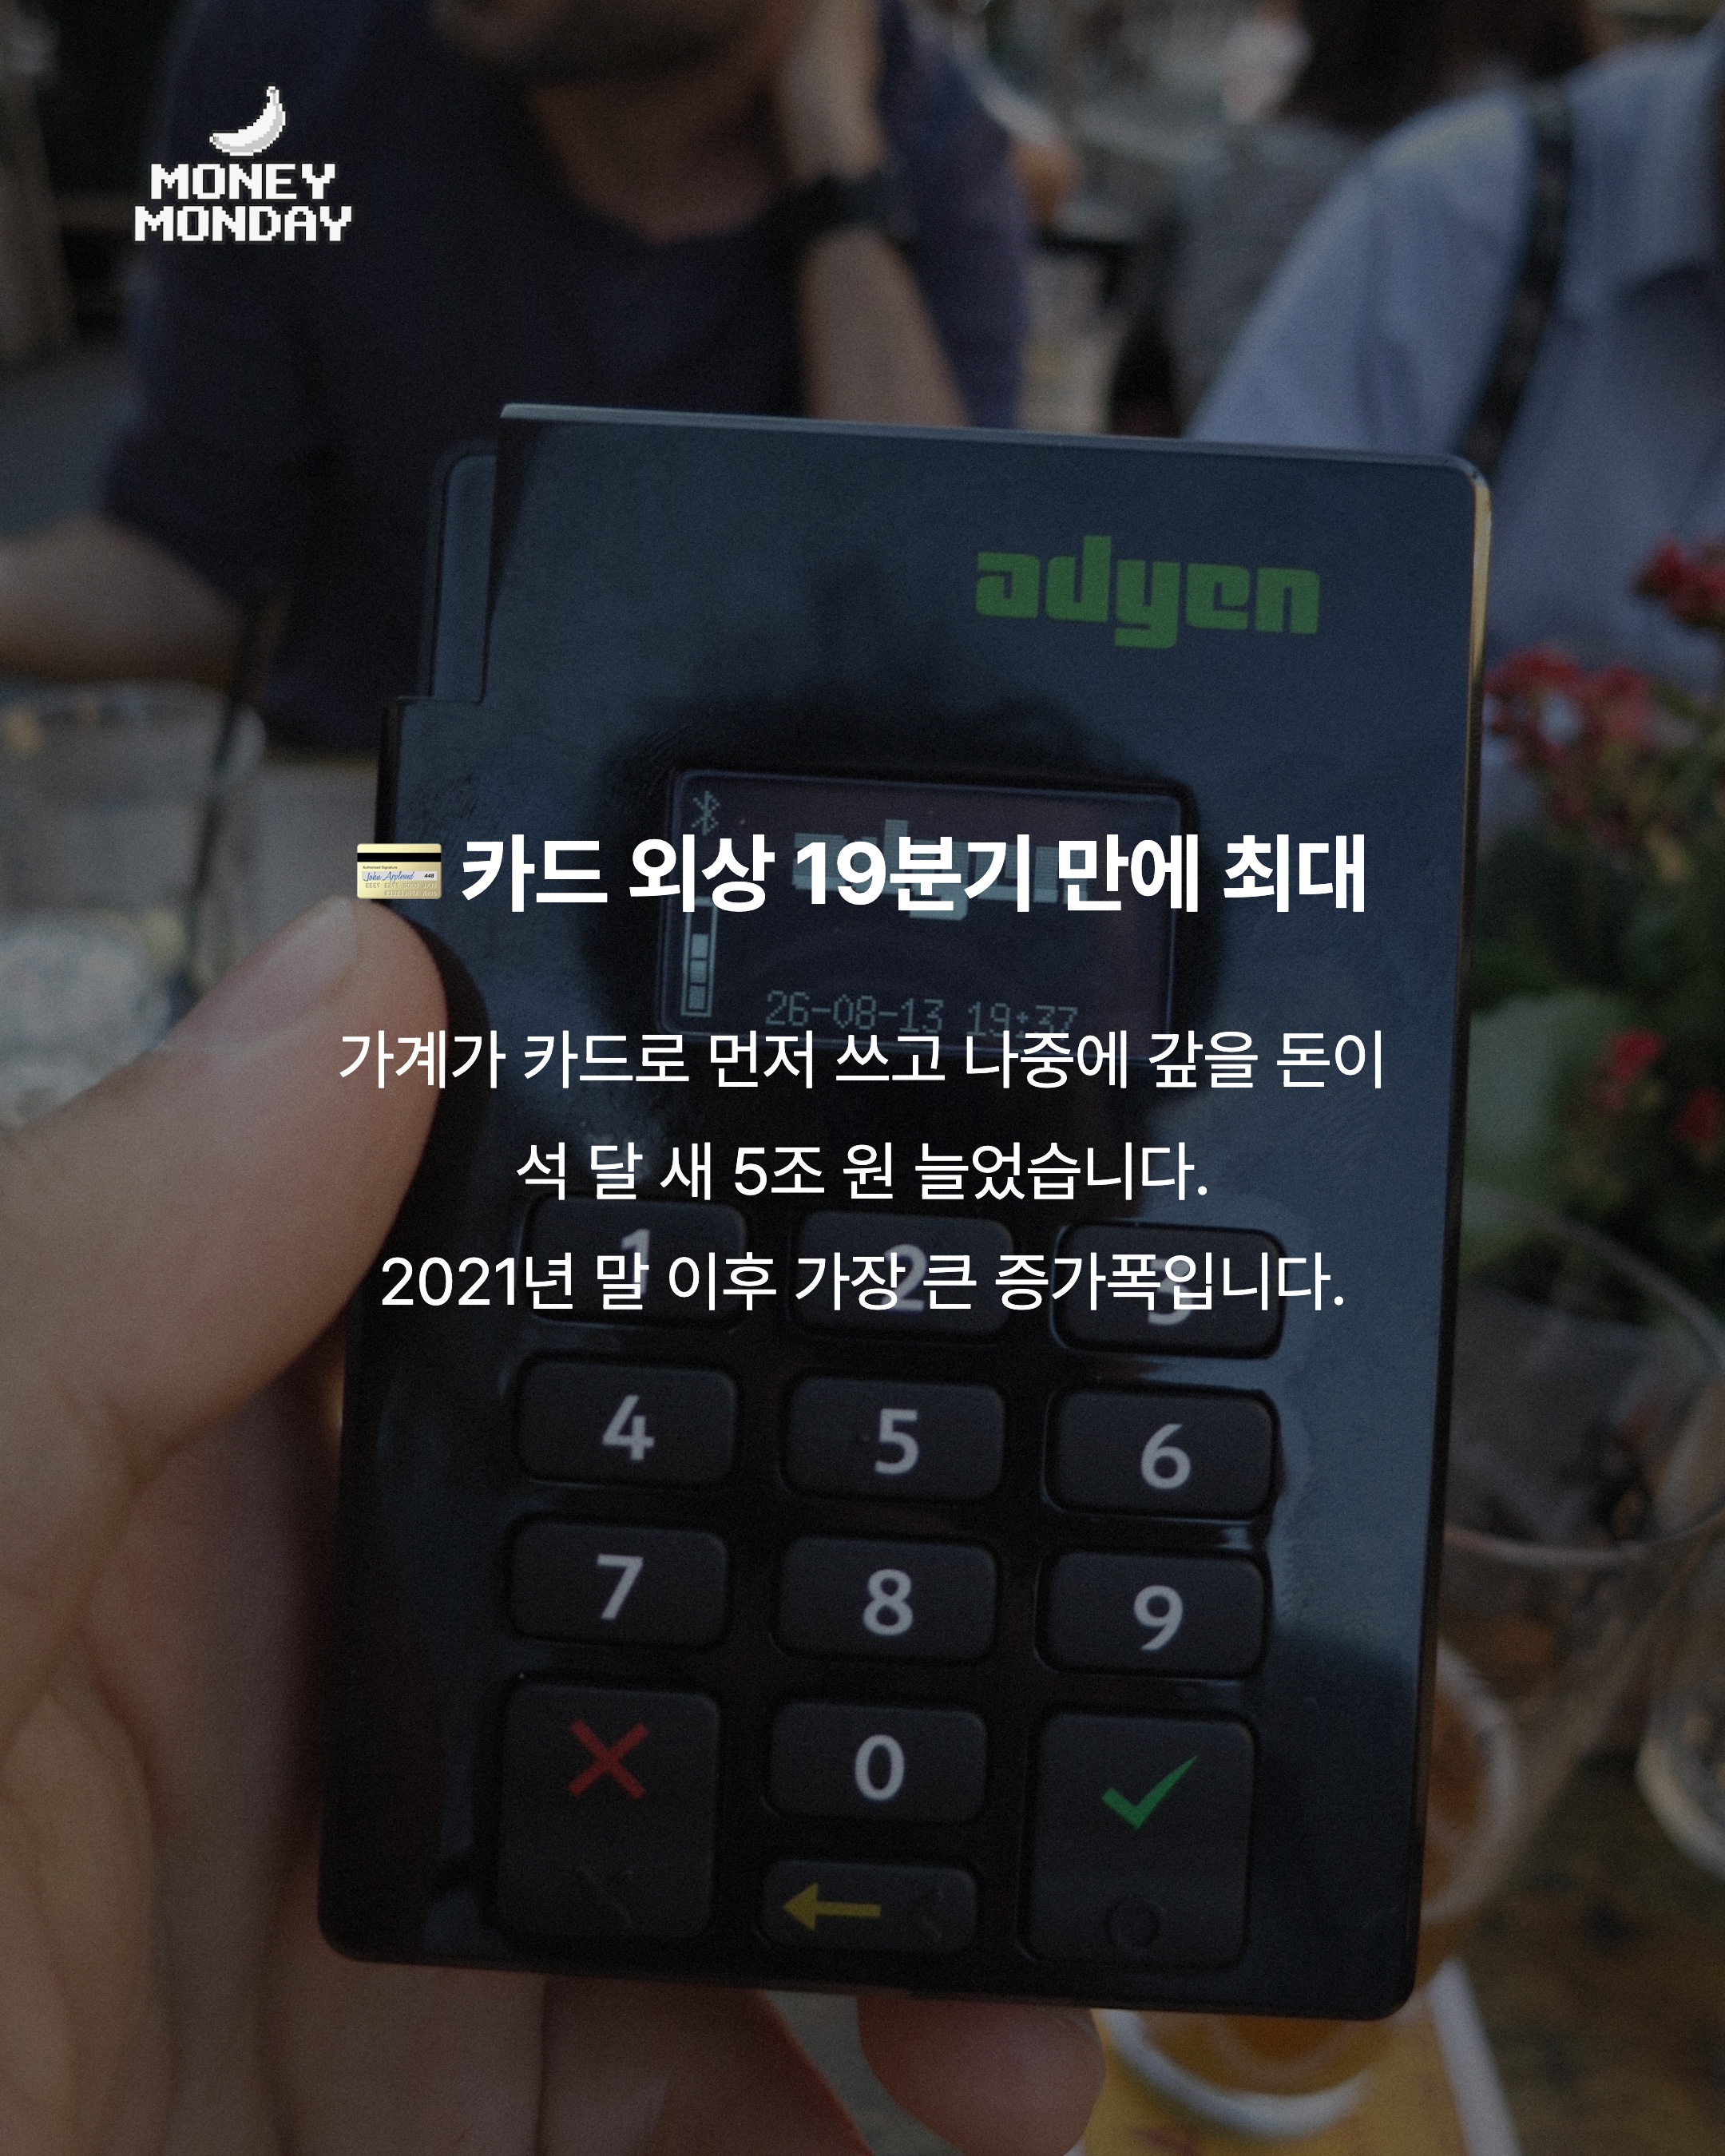 MONEY
MONDAY
adyen
💳 카드 외상 19분기 만에 최대
26-08-13 19:37
가계가 카드로 먼저 쓰고 나중에 갚을 돈이
석 달 새 5조 원 늘었습니다.
2021년 말 이후 가장 큰 증가폭입니다.
1 2 3
4 5 6
7 8 9
0